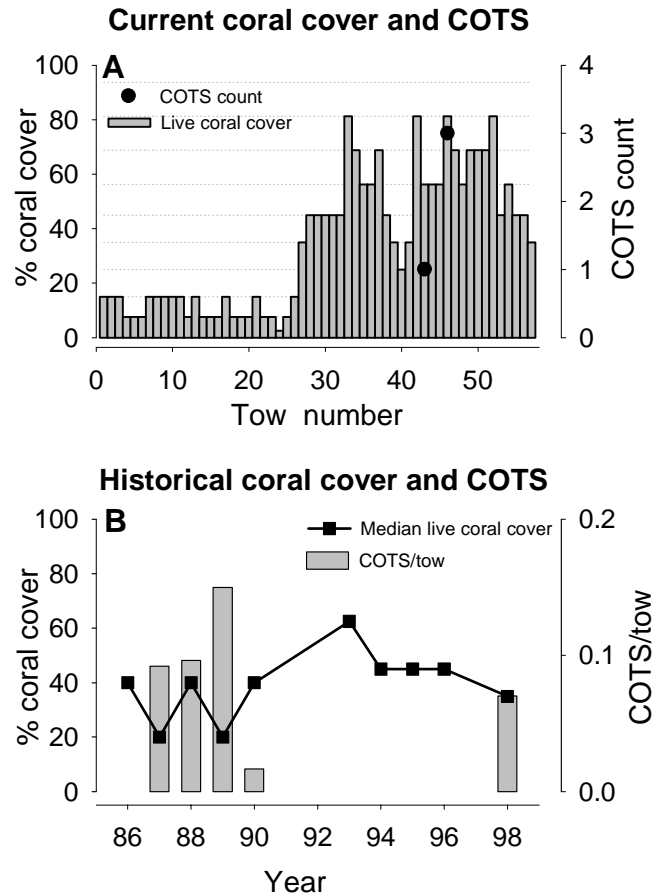 Current coral cover and COTS
A
COTS count
Live coral cover
% coral cover
100
80
60
40
20
0
COTS count
4
3
2
1
0
0 10 20 30 40 50
Tow number
Historical coral cover and COTS
B
Median live coral cover
COTS/tow
% coral cover
100
80
60
40
20
0
COTS/tow
0.2
0.1
0.0
86 88 90 92 94 96 98
Year